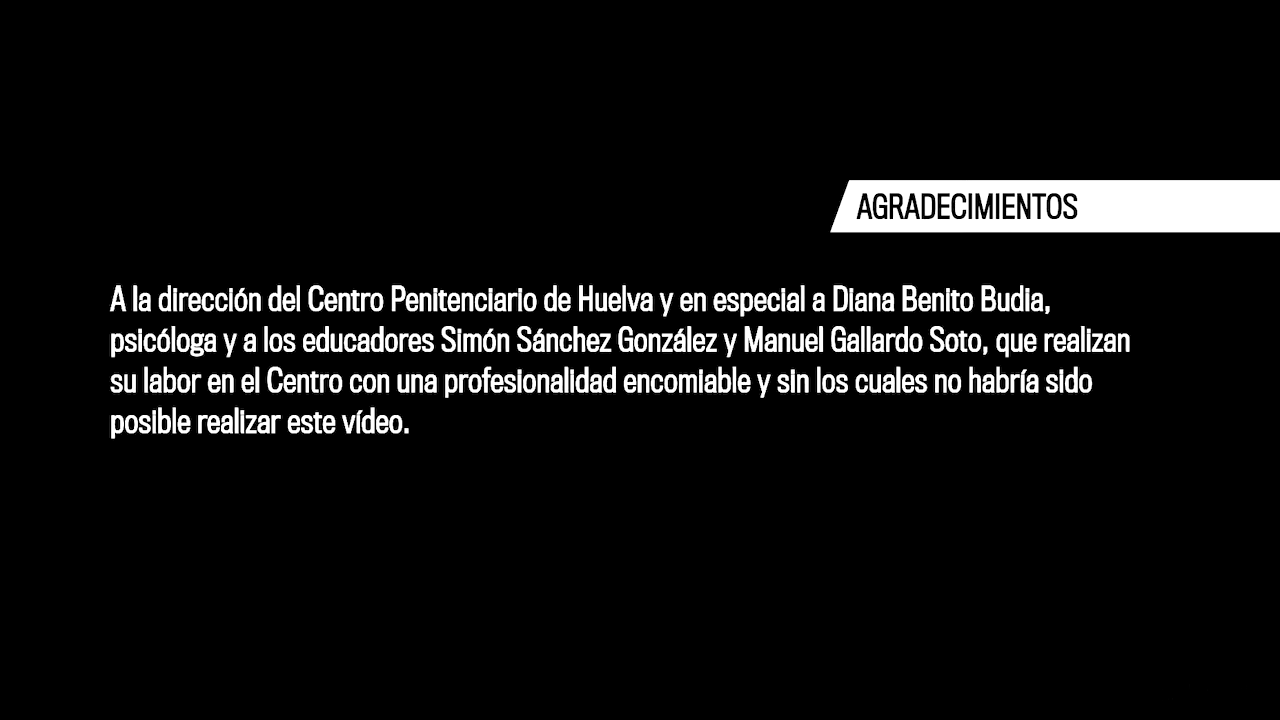 AGRADECIMIENTOS
A la dirección del Centro Penitenciario de Huelva y en especial a Diana Benito Budia,
psicóloga y a los educadores Simón Sánchez González y Manuel Gallardo Soto, que realizan
su labor en el Centro con una profesionalidad encomiable y sin los cuales no habría sido
posible realizar este vídeo.